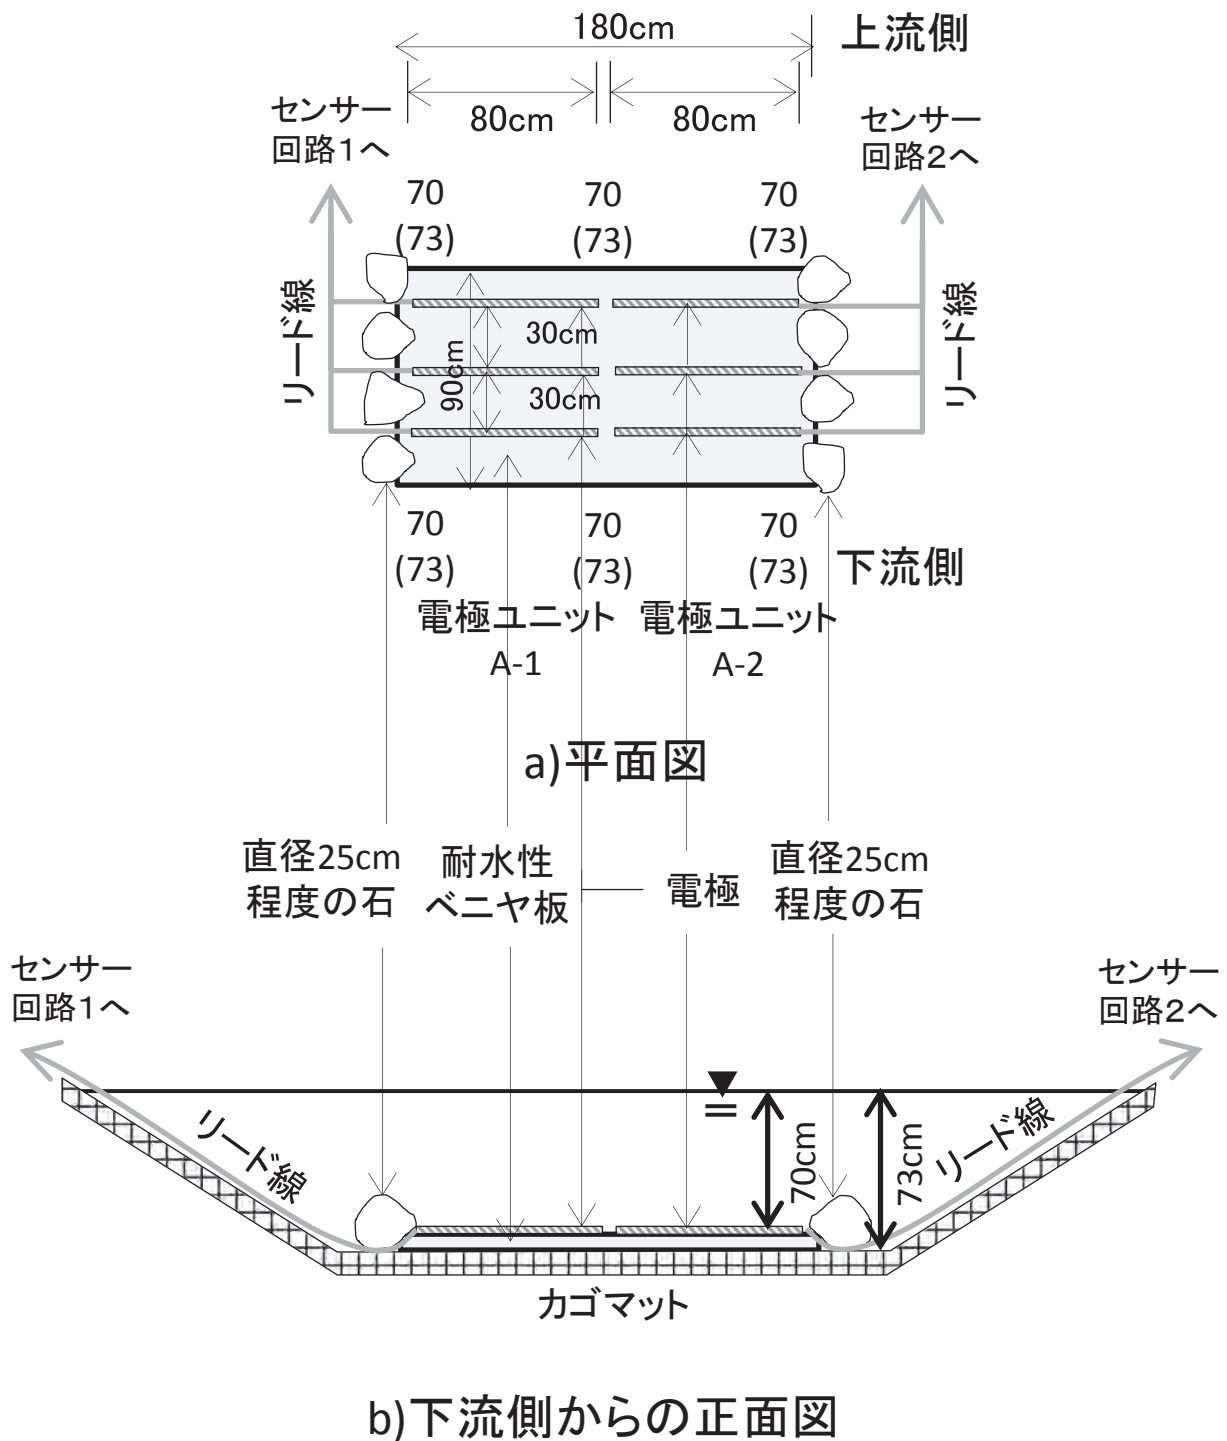 180cm
上流側
80cm
80cm
センサー
回路１へ
センサー
回路２へ
70
(73)
70
(73)
70
(73)
リード線
リード線
30cm
90cm
30cm
70
(73)
70
(73)
70
(73)
下流側
電極ユニット
A-1
電極ユニット
A-2
a)平面図
直径25cm
程度の石
耐水性
ベニヤ板
電極
直径25cm
程度の石
センサー
回路１へ
センサー
回路２へ
リード線
70cm
73cm
リード線
カゴマット
b)下流側からの正面図